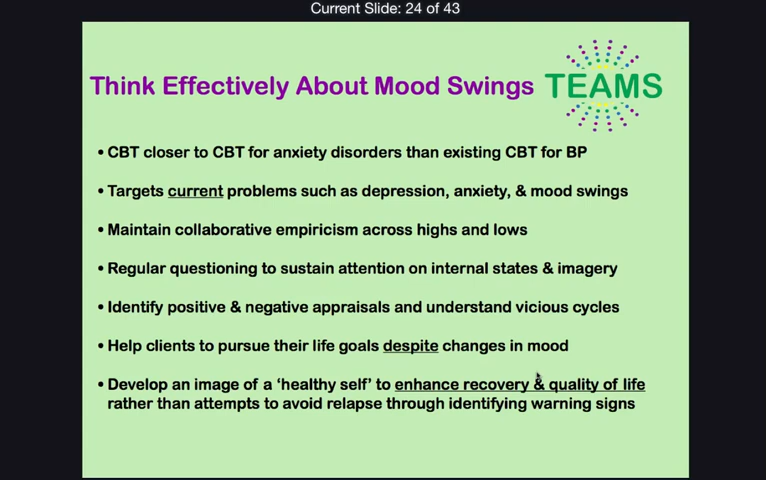 Current Slide: 24 of 43
Think Effectively About Mood Swings
TEAMS
• CBT closer to CBT for anxiety disorders than existing CBT for BP
• Targets current problems such as depression, anxiety, & mood swings
• Maintain collaborative empiricism across highs and lows
• Regular questioning to sustain attention on internal states & imagery
• Identify positive & negative appraisals and understand vicious cycles
• Help clients to pursue their life goals despite changes in mood
• Develop an image of a ‘healthy self’ to enhance recovery & quality of life
rather than attempts to avoid relapse through identifying warning signs